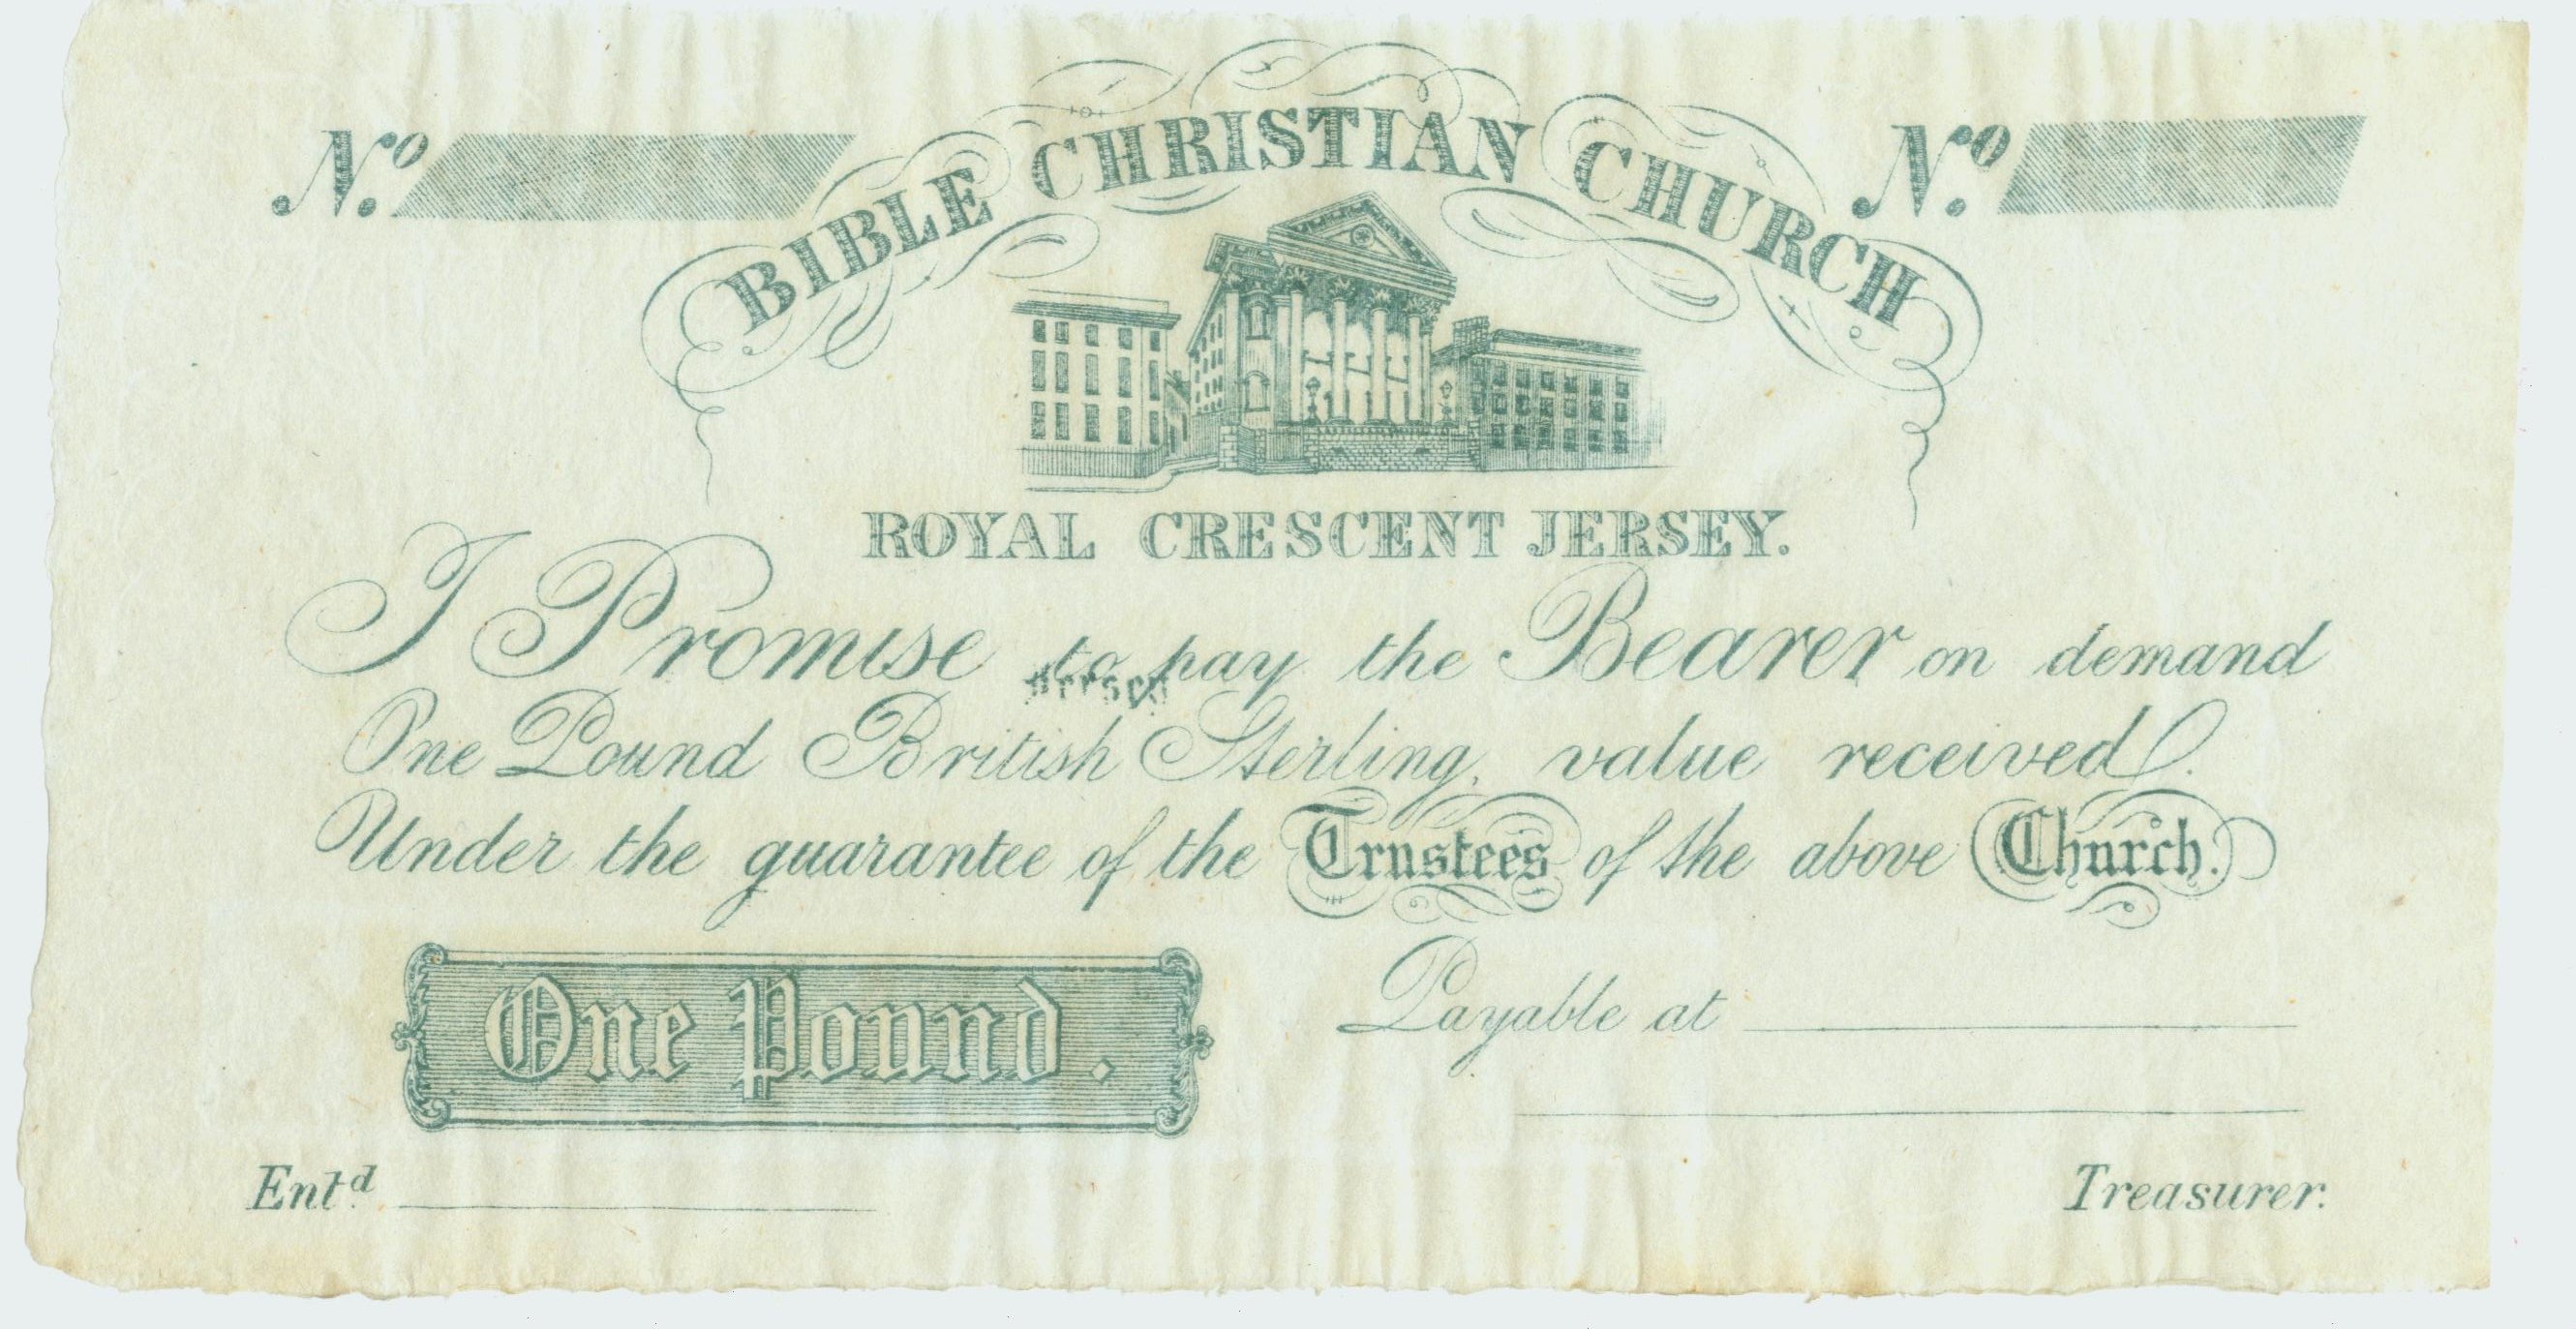 Nº. Nº.
BIBLE CHRISTIAN CHURCH
ROYAL CRESCENT JERSEY.
I Promise to pay the Bearer on demand
One Pound British Sterling, value received.
Under the guarantee of the Trustees of the above Church.
One Pound.
Payable at
Entd.
Treasurer.